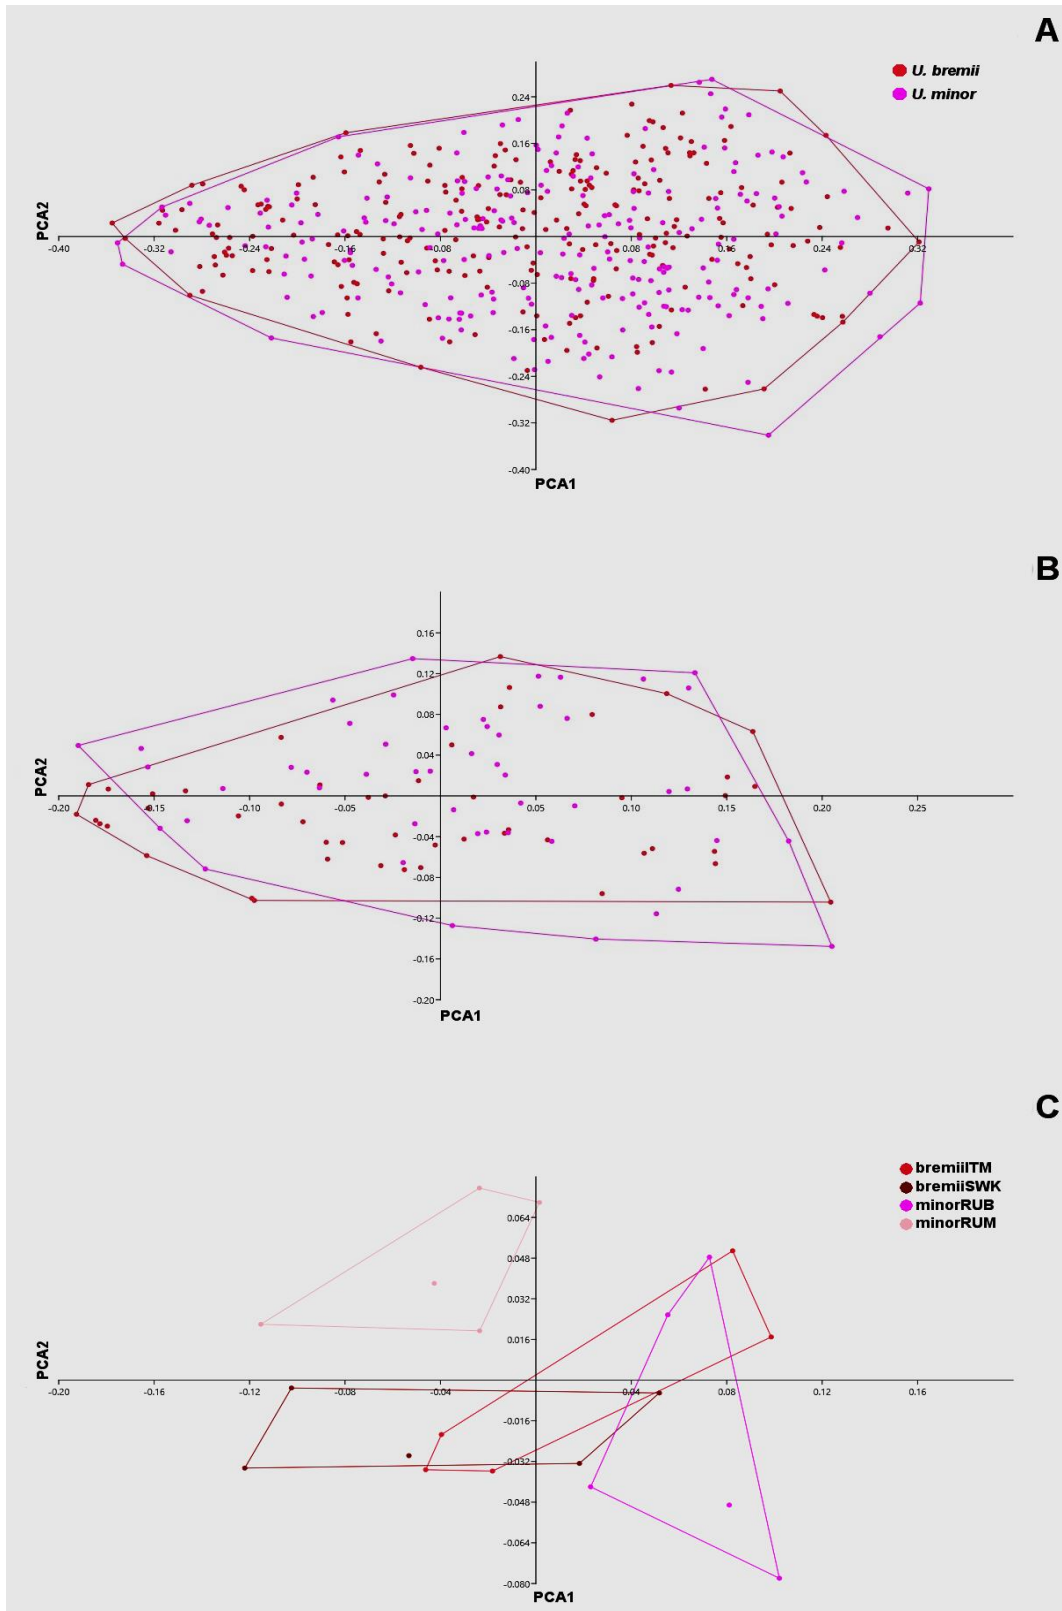 A
U. bremii
U. minor
0.24
0.16
0.08
PCA2
-0.40 -0.32 -0.24 -0.16 -0.08 0.08 0.16 0.24 0.32
-0.08
-0.16
-0.24
-0.32
-0.40
PCA1
B
0.16
0.12
0.08
0.04
PCA2
-0.20 -0.15 -0.10 -0.05 0.05 0.10 0.15 0.20 0.25
-0.04
-0.08
-0.12
-0.16
-0.20
PCA1
C
bremiiITM
bremiiSWK
minorRUB
minorRUM
0.064
0.048
0.032
0.016
PCA2
-0.20 -0.16 -0.12 -0.08 -0.04 0.04 0.08 0.12 0.16
-0.016
-0.032
-0.048
-0.064
-0.080
PCA1